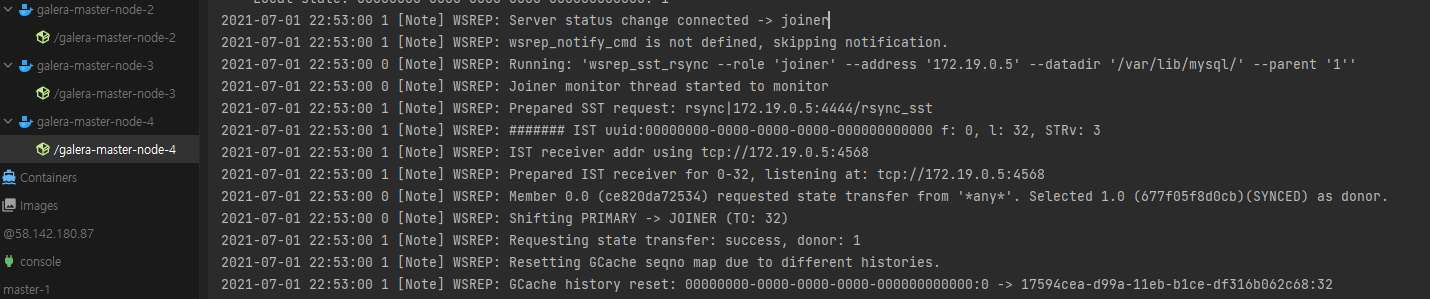 galera-master-node-2
/galera-master-node-2
galera-master-node-3
/galera-master-node-3
galera-master-node-4
/galera-master-node-4
Containers
Images
@58.142.180.87
console
master-1
2021-07-01 22:53:00 1 [Note] WSREP: Server status change connected -> joiner
2021-07-01 22:53:00 1 [Note] WSREP: wsrep_notify_cmd is not defined, skipping notification.
2021-07-01 22:53:00 0 [Note] WSREP: Running: 'wsrep_sst_rsync --role 'joiner' --address '172.19.0.5' --datadir '/var/lib/mysql/' --parent '1''
2021-07-01 22:53:00 0 [Note] WSREP: Joiner monitor thread started to monitor
2021-07-01 22:53:00 1 [Note] WSREP: Prepared SST request: rsync|172.19.0.5:4444/rsync_sst
2021-07-01 22:53:00 1 [Note] WSREP: ####### IST uuid:00000000-0000-0000-0000-000000000000 f: 0, l: 32, STRv: 3
2021-07-01 22:53:00 1 [Note] WSREP: IST receiver addr using tcp://172.19.0.5:4568
2021-07-01 22:53:00 1 [Note] WSREP: Prepared IST receiver for 0-32, listening at: tcp://172.19.0.5:4568
2021-07-01 22:53:00 0 [Note] WSREP: Member 0.0 (ce820da72534) requested state transfer from '*any*'. Selected 1.0 (677f05f8d0cb)(SYNCED) as donor.
2021-07-01 22:53:00 0 [Note] WSREP: Shifting PRIMARY -> JOINER (TO: 32)
2021-07-01 22:53:00 1 [Note] WSREP: Requesting state transfer: success, donor: 1
2021-07-01 22:53:00 1 [Note] WSREP: Resetting GCache seqno map due to different histories.
2021-07-01 22:53:00 1 [Note] WSREP: GCache history reset: 00000000-0000-0000-0000-000000000000:0 -> 17594cea-d99a-11eb-b1ce-df316b062c68:32